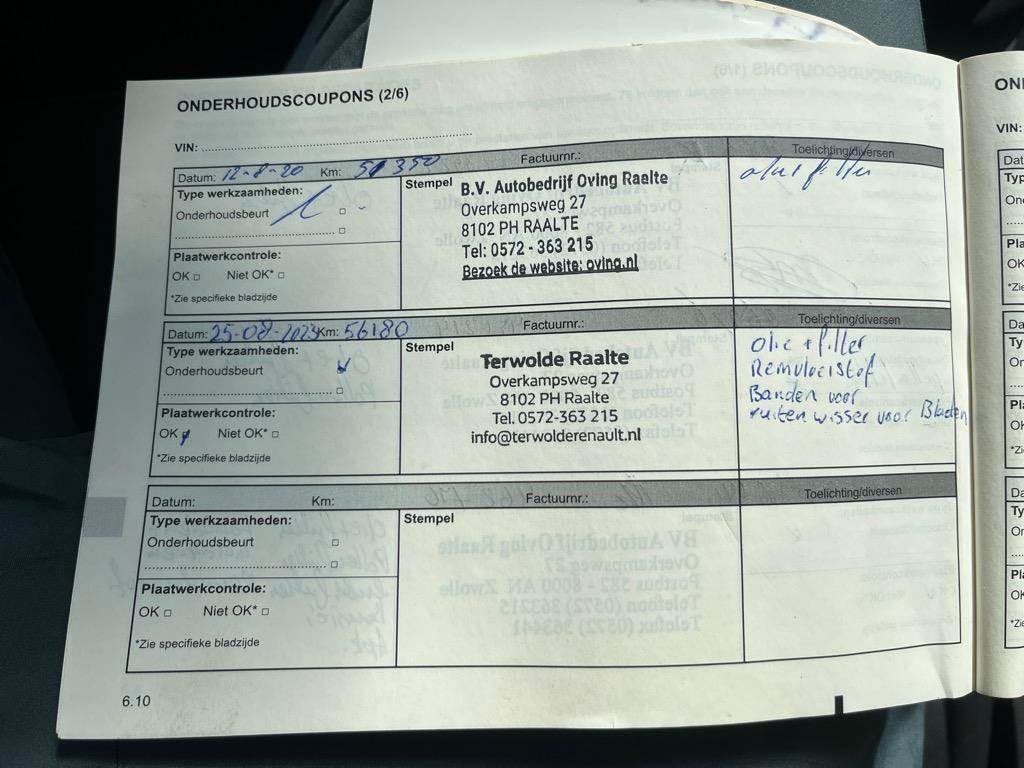 ONDERHOUDSCOUPONS (2/6)
VIN:
Datum: 12-8-20 Km: 51 350 Factuurnr.: Toelichting/diversen
Type werkzaamheden:
Onderhoudsbeurt
Plaatwerkcontrole:
OK Niet OK*
*Zie specifieke bladzijde
Stempel
B.V. Autobedrijf Oving Raalte
Overkampsweg 27
8102 PH RAALTE
Tel: 0572 - 363 215
Bezoek de website: oving.nl
filter
Datum: 25-08-2023 Km: 56180 Factuurnr.: Toelichting/diversen
Type werkzaamheden:
Onderhoudsbeurt
Plaatwerkcontrole:
OK Niet OK*
*Zie specifieke bladzijde
Stempel
Terwolde Raalte
Overkampsweg 27
8102 PH Raalte
Tel. 0572-363 215
info@terwolderenault.nl
Olie + filter
Remvloeistof
Banden voor
ruiten wisser voor Bladen
Datum: Km: Factuurnr.: Toelichting/diversen
Type werkzaamheden:
Onderhoudsbeurt
Plaatwerkcontrole:
OK Niet OK*
*Zie specifieke bladzijde
Stempel
6.10
VIN: